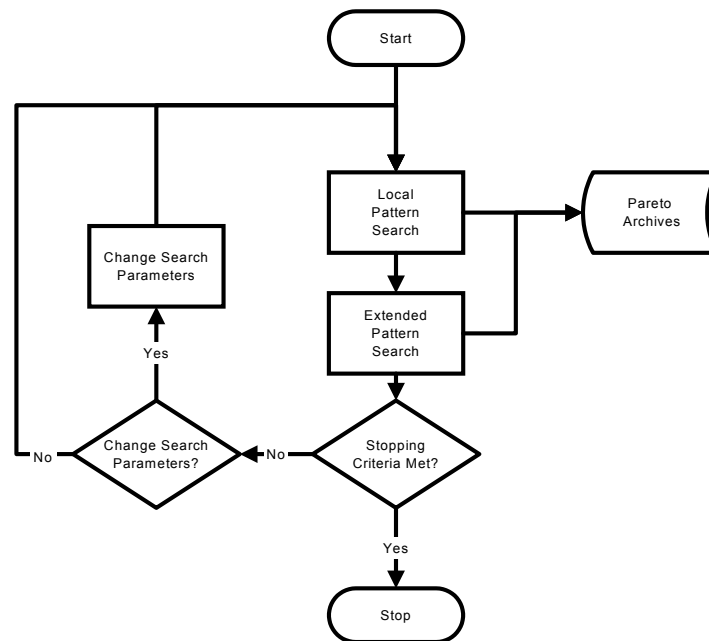 Start
Local
Pattern
Search
Pareto
Archives
Change Search
Parameters
Extended
Pattern
Search
Yes
Change Search
Parameters?
No
Stopping
Criteria Met?
No
Yes
Stop